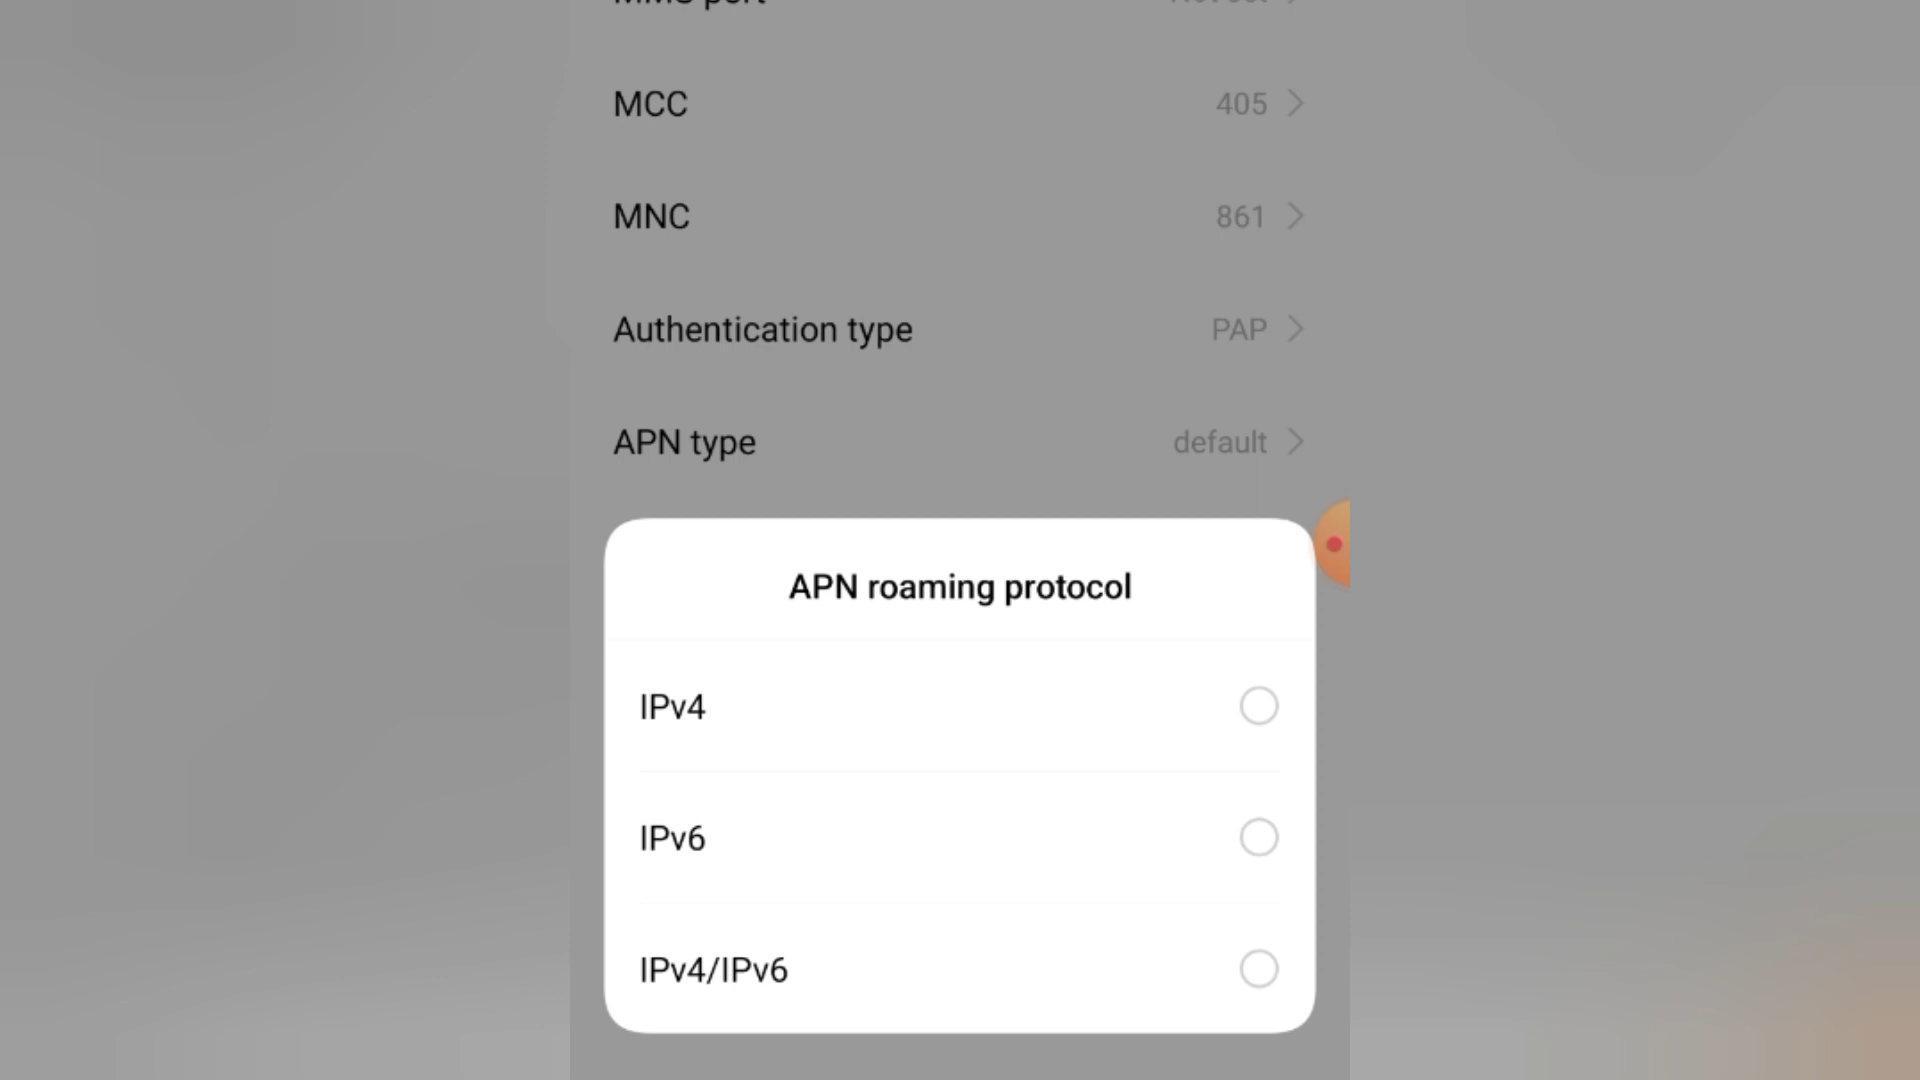 MCC 405
MNC 861
Authentication type PAP
APN type default
APN roaming protocol
IPv4
IPv6
IPv4/IPv6